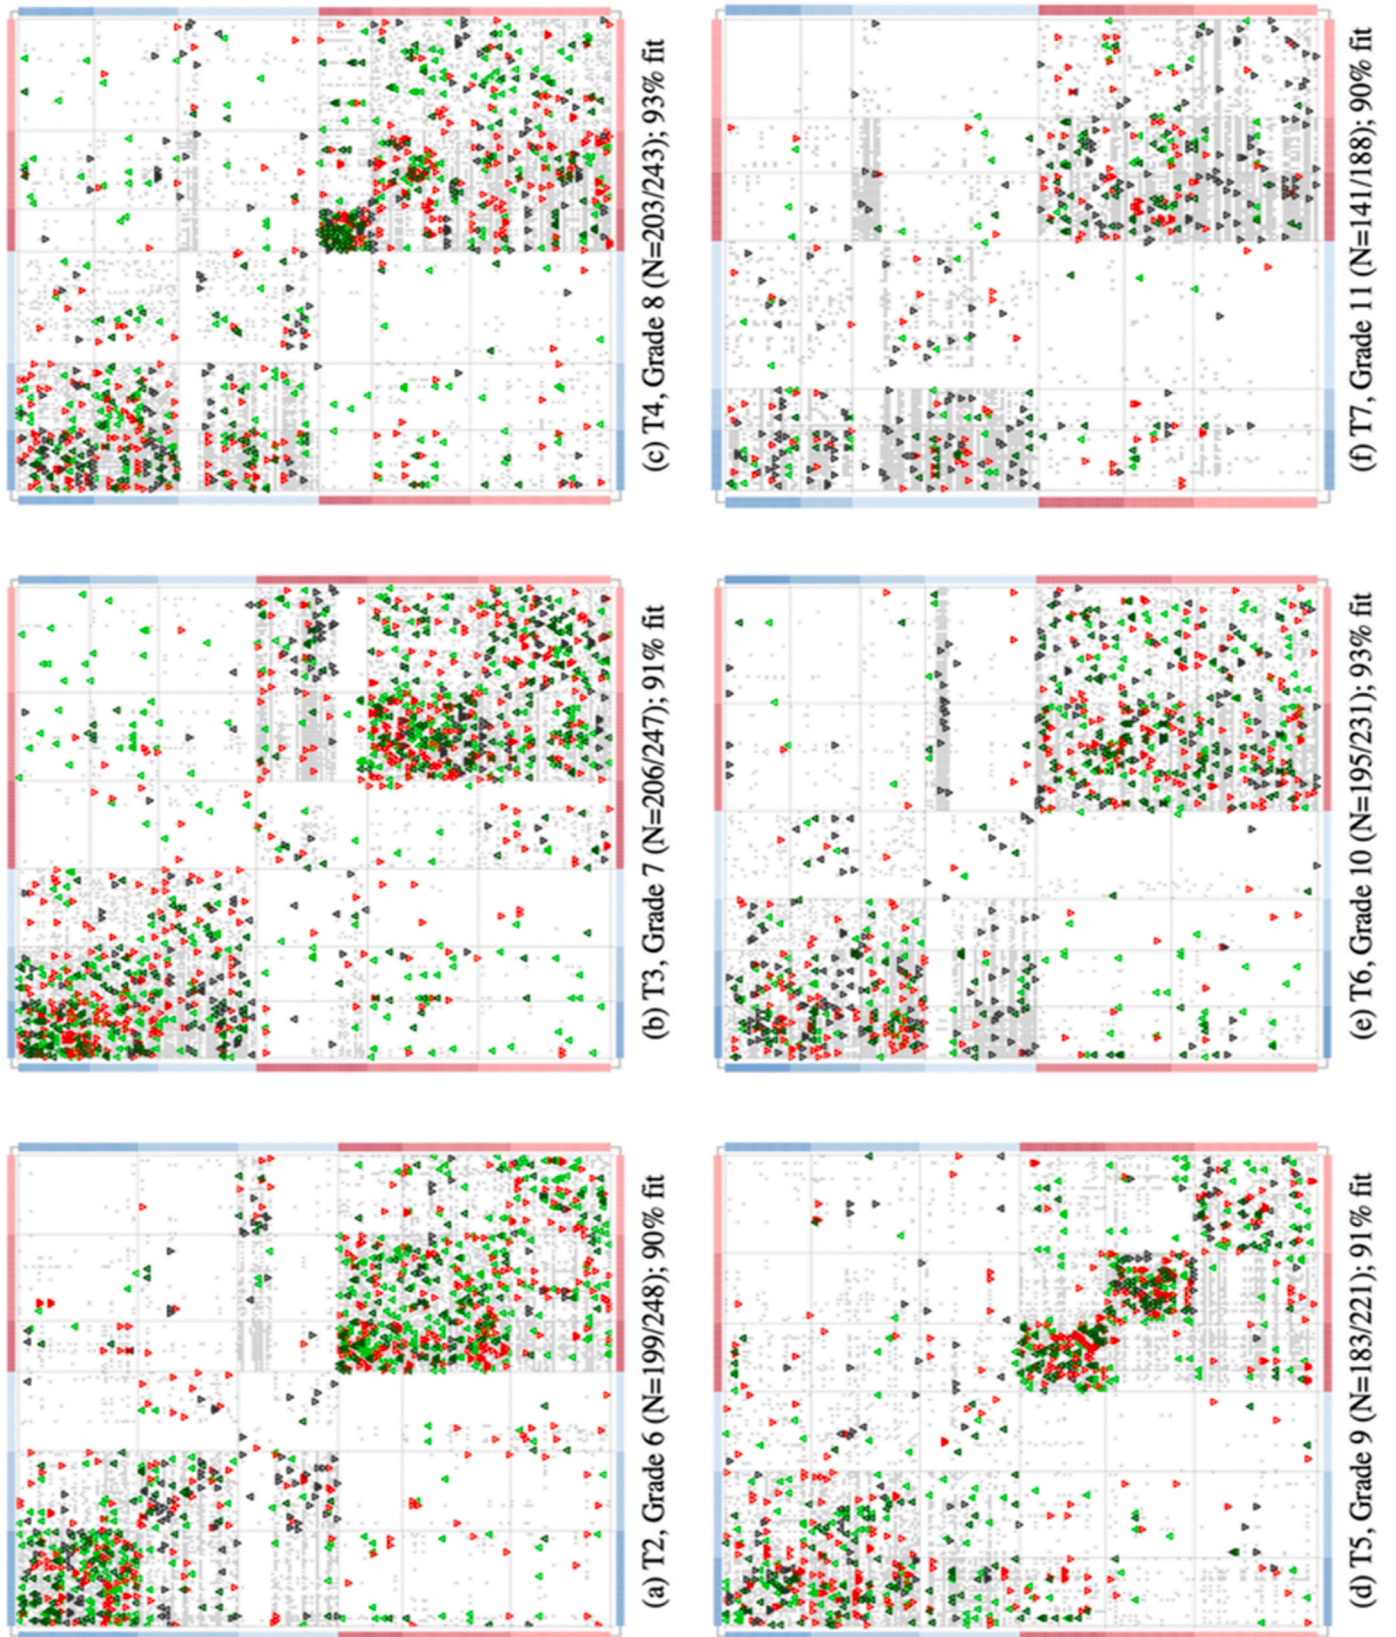 (a) T2, Grade 6 (N=199/248); 90% fit
(b) T3, Grade 7 (N=206/247); 91% fit
(c) T4, Grade 8 (N=203/243); 93% fit
(d) T5, Grade 9 (N=183/221); 91% fit
(e) T6, Grade 10 (N=195/231); 93% fit
(f) T7, Grade 11 (N=141/188); 90% fit